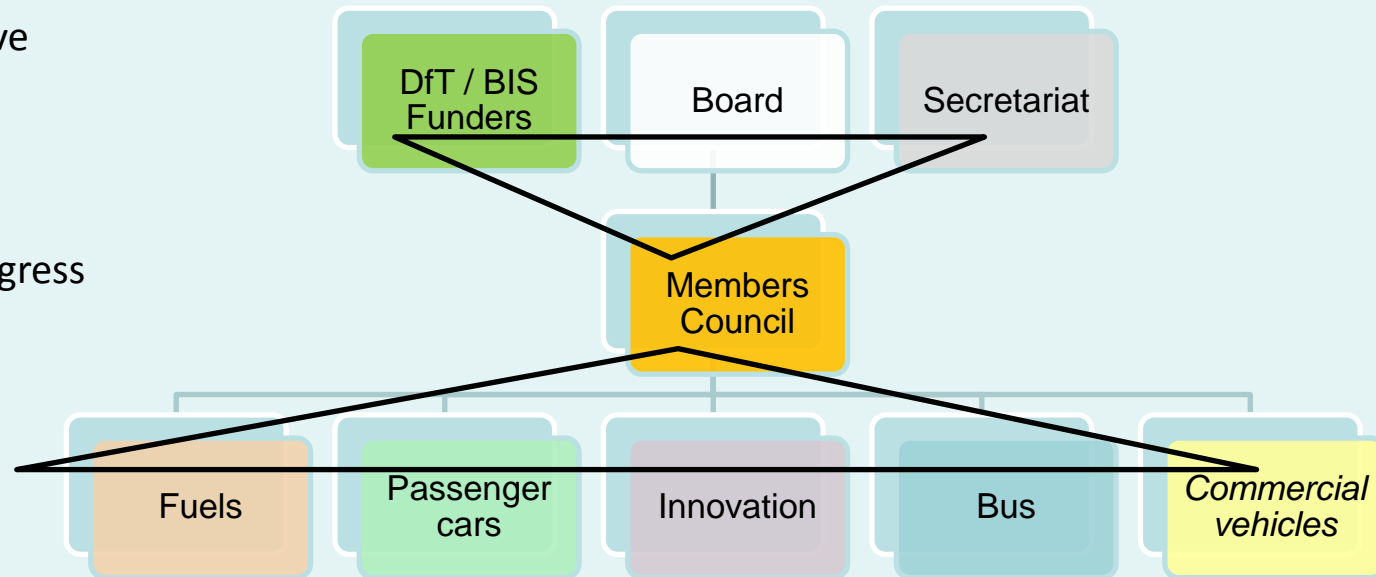 ve
DfT / BIS
Funders
Board
Secretariat
gress
Members
Council
Fuels
Passenger
cars
Innovation
Bus
Commercial
vehicles